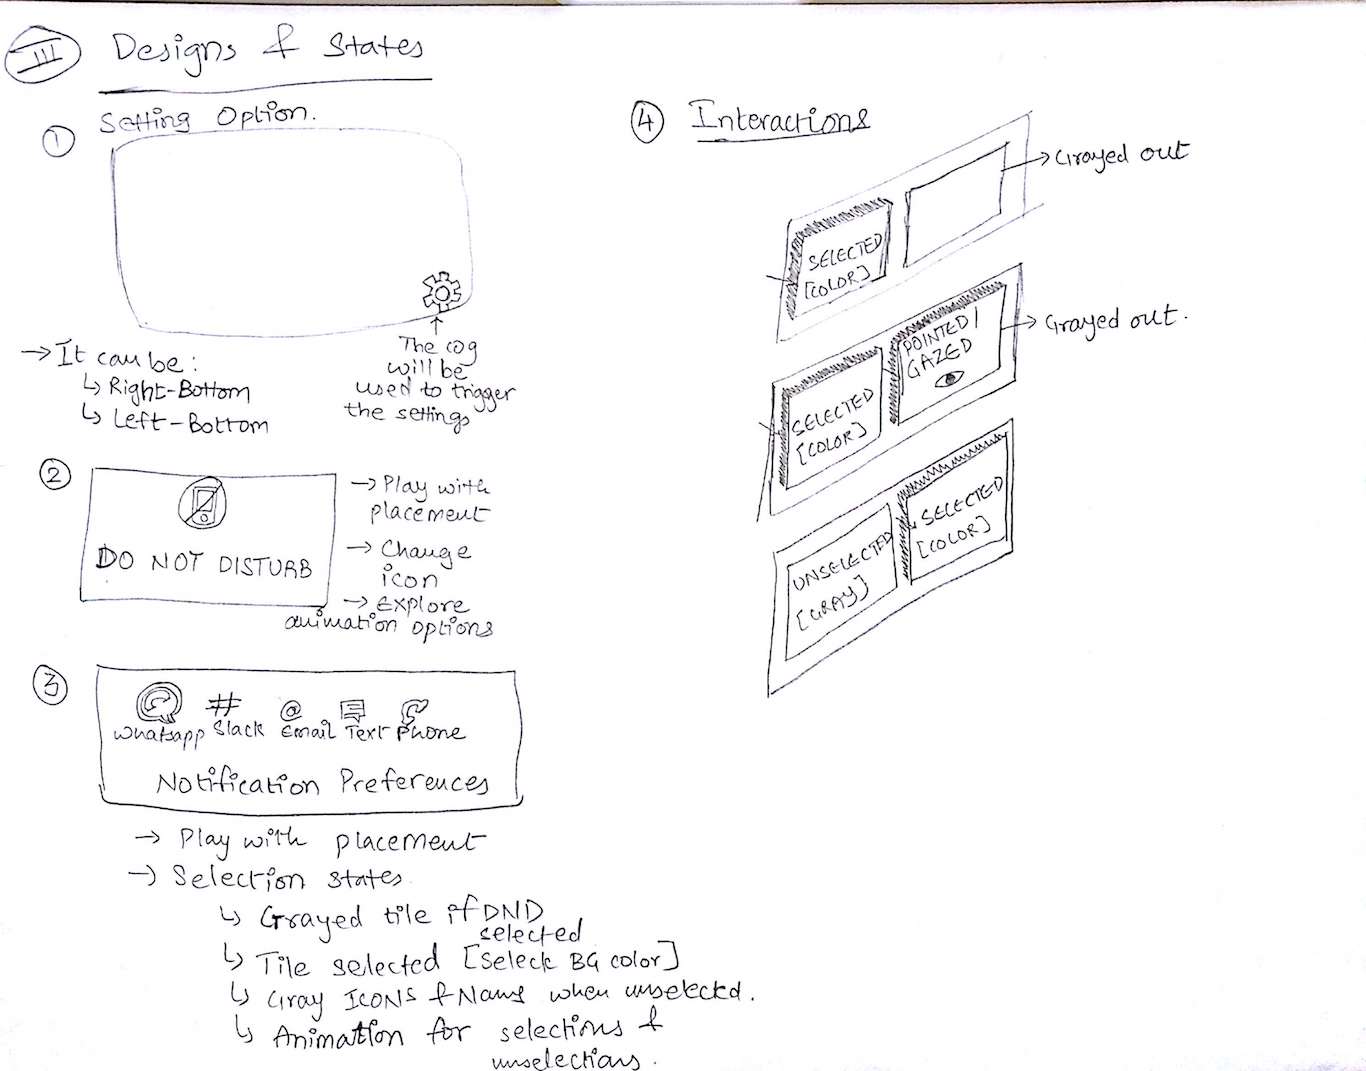 III Designs & States
① Setting Option.
The cog
will be
used to trigger
the settings
→ It can be:
↳ Right-Bottom
↳ Left-Bottom
②
DO NOT DISTURB
→ Play with
placement
→ Change
icon
→ Explore
animation options
③
Whatsapp Slack Email Text Phone
Notification Preferences
→ Play with placement
→ Selection states
↳ Grayed tile if DND
selected
↳ Tile selected [Select BG color]
↳ Gray ICONS & Name when unselected.
↳ Animation for selections &
unselections.
④ Interactions
→ Grayed out
SELECTED
[COLOR]
POINTED/
GAZED
→ Grayed out.
SELECTED
[COLOR]
UNSELECTED
[GRAY]
SELECTED
[COLOR]